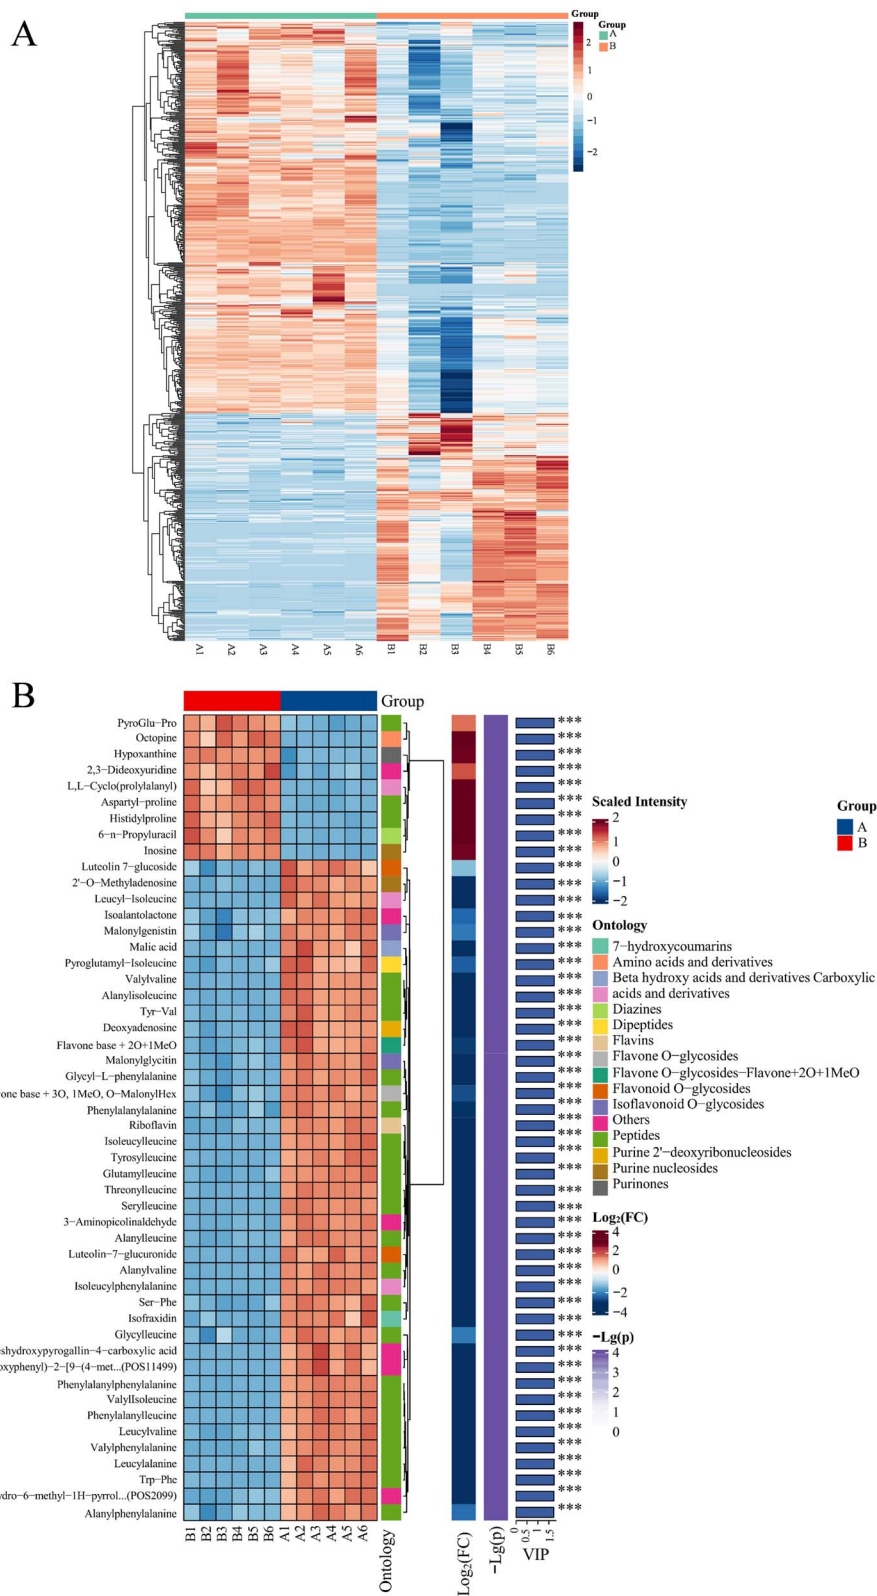 A
Group
Group
A
B
2
1
0
−1
−2
A1 A2 A3 A4 A5 A6 B1 B2 B3 B4 B5 B6
B
Group
PyroGlu−Pro ***
Octopine ***
Hypoxanthine ***
2,3−Dideoxyuridine ***
L,L−Cyclo(prolylalanyl) ***
Aspartyl−proline ***
Histidylproline ***
6−n−Propyluracil ***
Inosine ***
Luteolin 7−glucoside ***
2'−O−Methyladenosine ***
Leucyl−Isoleucine ***
Isoalantolactone ***
Malonylgenistin ***
Malic acid ***
Pyroglutamyl−Isoleucine ***
Valylvaline ***
Alanylisoleucine ***
Tyr−Val ***
Deoxyadenosine ***
Flavone base + 2O+1MeO ***
Malonylglycitin ***
Glycyl−L−phenylalanine ***
one base + 3O, 1MeO, O−MalonylHex ***
Phenylalanylalanine ***
Riboflavin ***
Isoleucylleucine ***
Tyrosylleucine ***
Glutamylleucine ***
Threonylleucine ***
Serylleucine ***
3−Aminopicolinaldehyde ***
Alanylleucine ***
Luteolin−7−glucuronide ***
Alanylvaline ***
Isoleucylphenylalanine ***
Ser−Phe ***
Isofraxidin ***
Glycylleucine ***
shydroxypyrogallin−4−carboxylic acid ***
oxyphenyl)−2−[9−(4−met...(POS11499) ***
Phenylalanylphenylalanine ***
ValylIsoleucine ***
Phenylalanylleucine ***
Leucylvaline ***
Valylphenylalanine ***
Leucylalanine ***
Trp−Phe ***
ydro−6−methyl−1H−pyrrol...(POS2099) ***
Alanylphenylalanine ***
B1 B2 B3 B4 B5 B6 A1 A2 A3 A4 A5 A6
Ontology
Log₂(FC)
−Lg(p)
0 0.5 1 1.5
VIP
Scaled Intensity
2
1
0
−1
−2
Group
A
B
Ontology
7−hydroxycoumarins
Amino acids and derivatives
Beta hydroxy acids and derivatives Carboxylic
acids and derivatives
Diazines
Dipeptides
Flavins
Flavone O−glycosides
Flavone O−glycosides−Flavone+2O+1MeO
Flavonoid O−glycosides
Isoflavonoid O−glycosides
Others
Peptides
Purine 2'−deoxyribonucleosides
Purine nucleosides
Purinones
Log₂(FC)
4
2
0
−2
−4
−Lg(p)
4
3
2
1
0